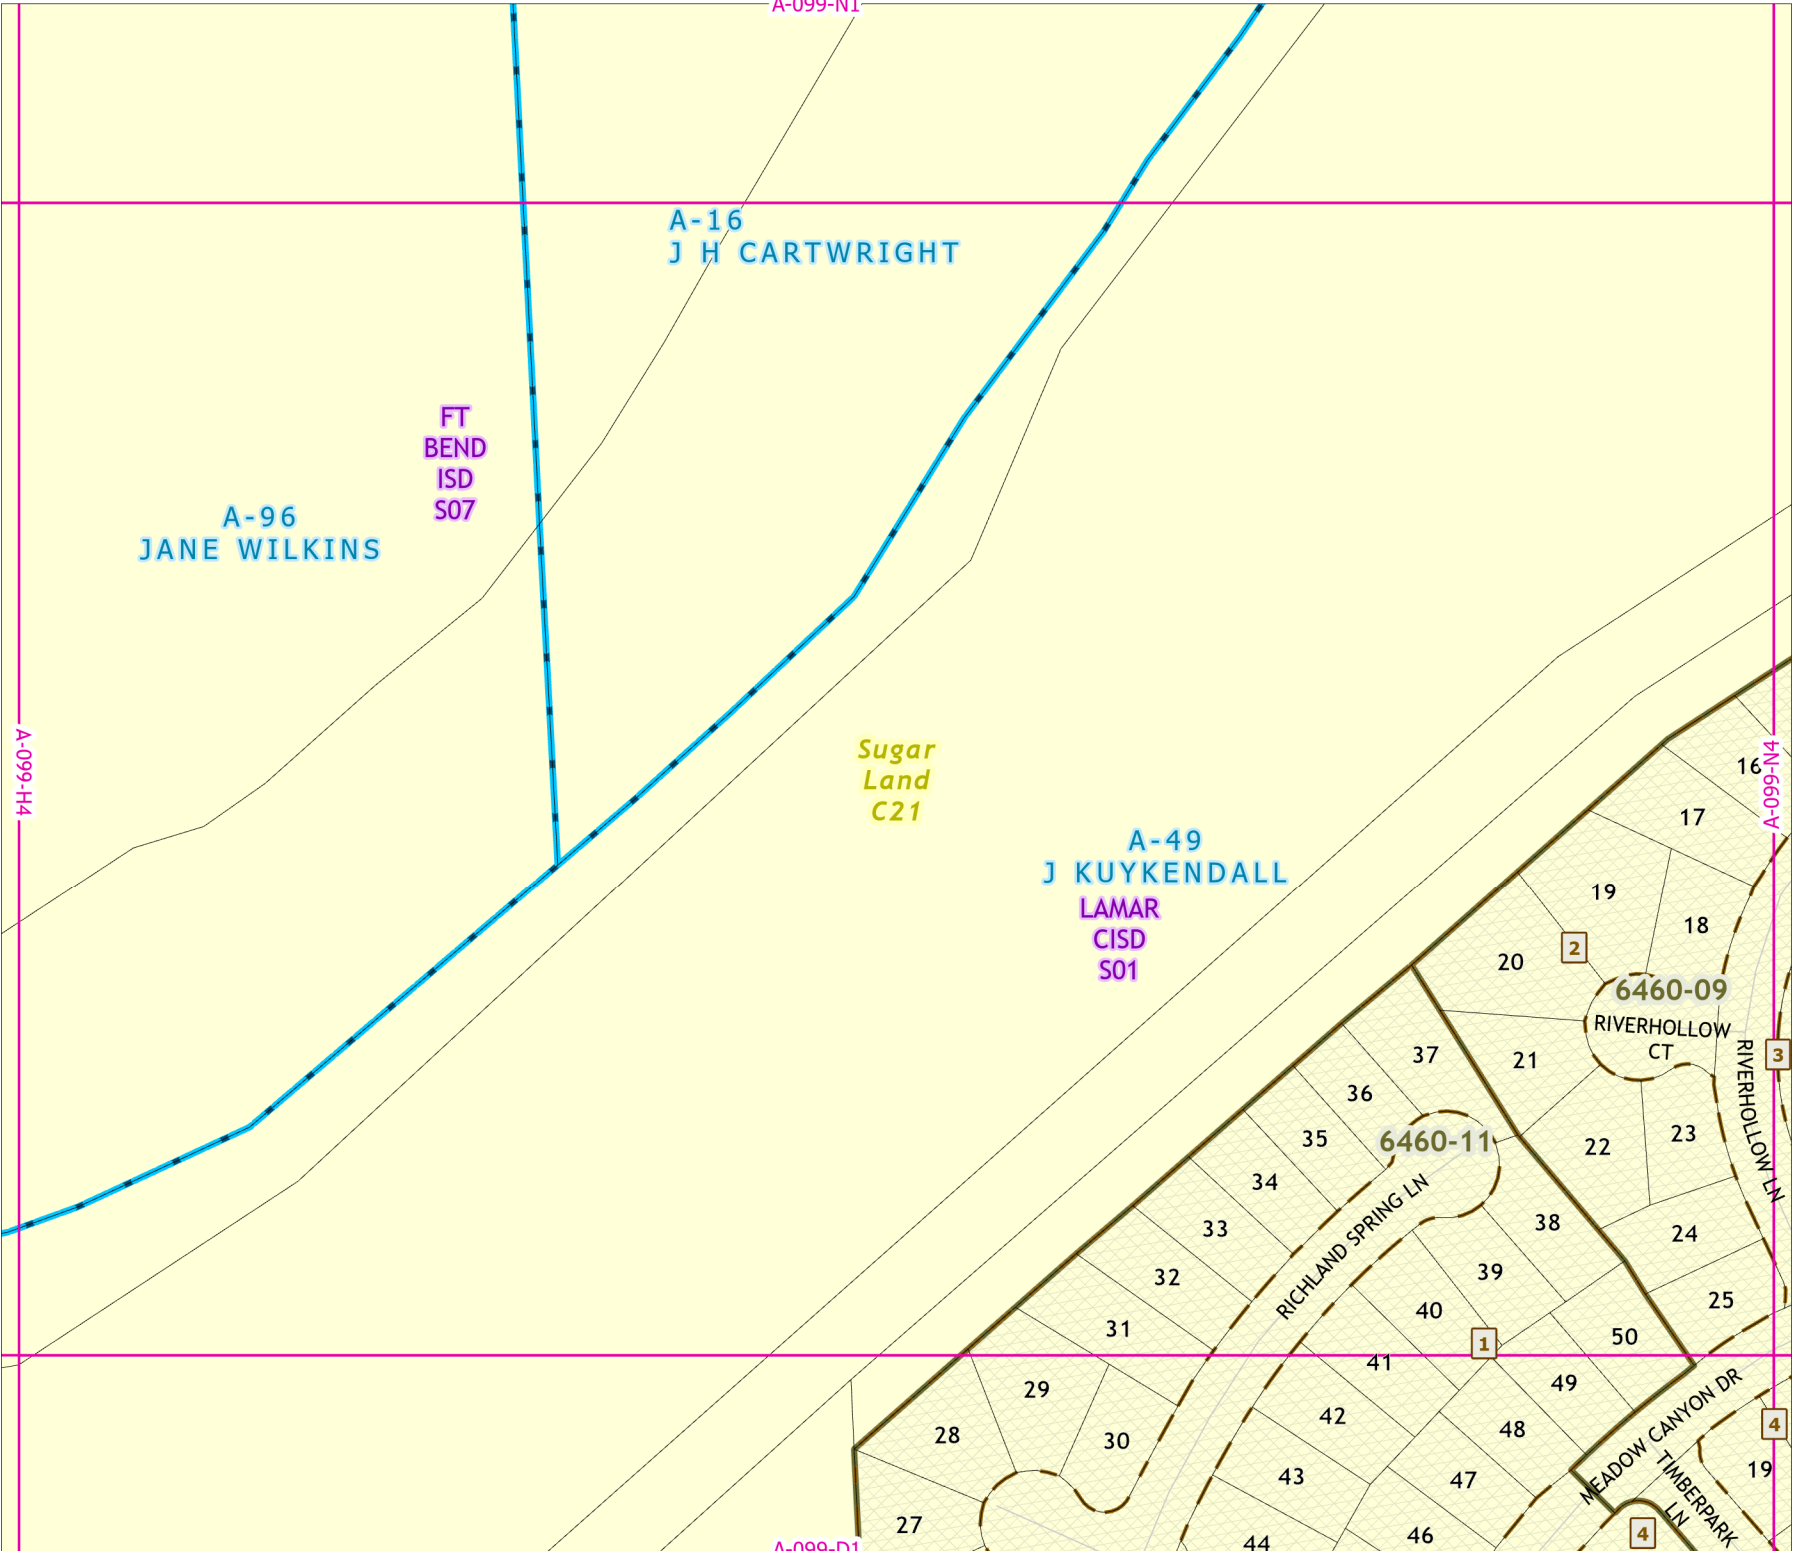 A-099-N1
A-16
J H CARTWRIGHT
FT
BEND
ISD
S07
A-96
JANE WILKINS
A-099-H4
Sugar
Land
C21
A-49
J KUYKENDALL
LAMAR
CISD
S01
A-099-N4
16
17
19
18
2
20
6460-09
RIVERHOLLOW
CT
RIVERHOLLOW LN
3
21
37
36
35
6460-11
22
23
34
RICHLAND SPRING LN
33
38
24
32
39
25
31
40
50
1
41
29
49
MEADOW CANYON DR
42
4
28
30
48
43
47
19
TIMBERPARK
LN
27
44
46
4
A-099-D1